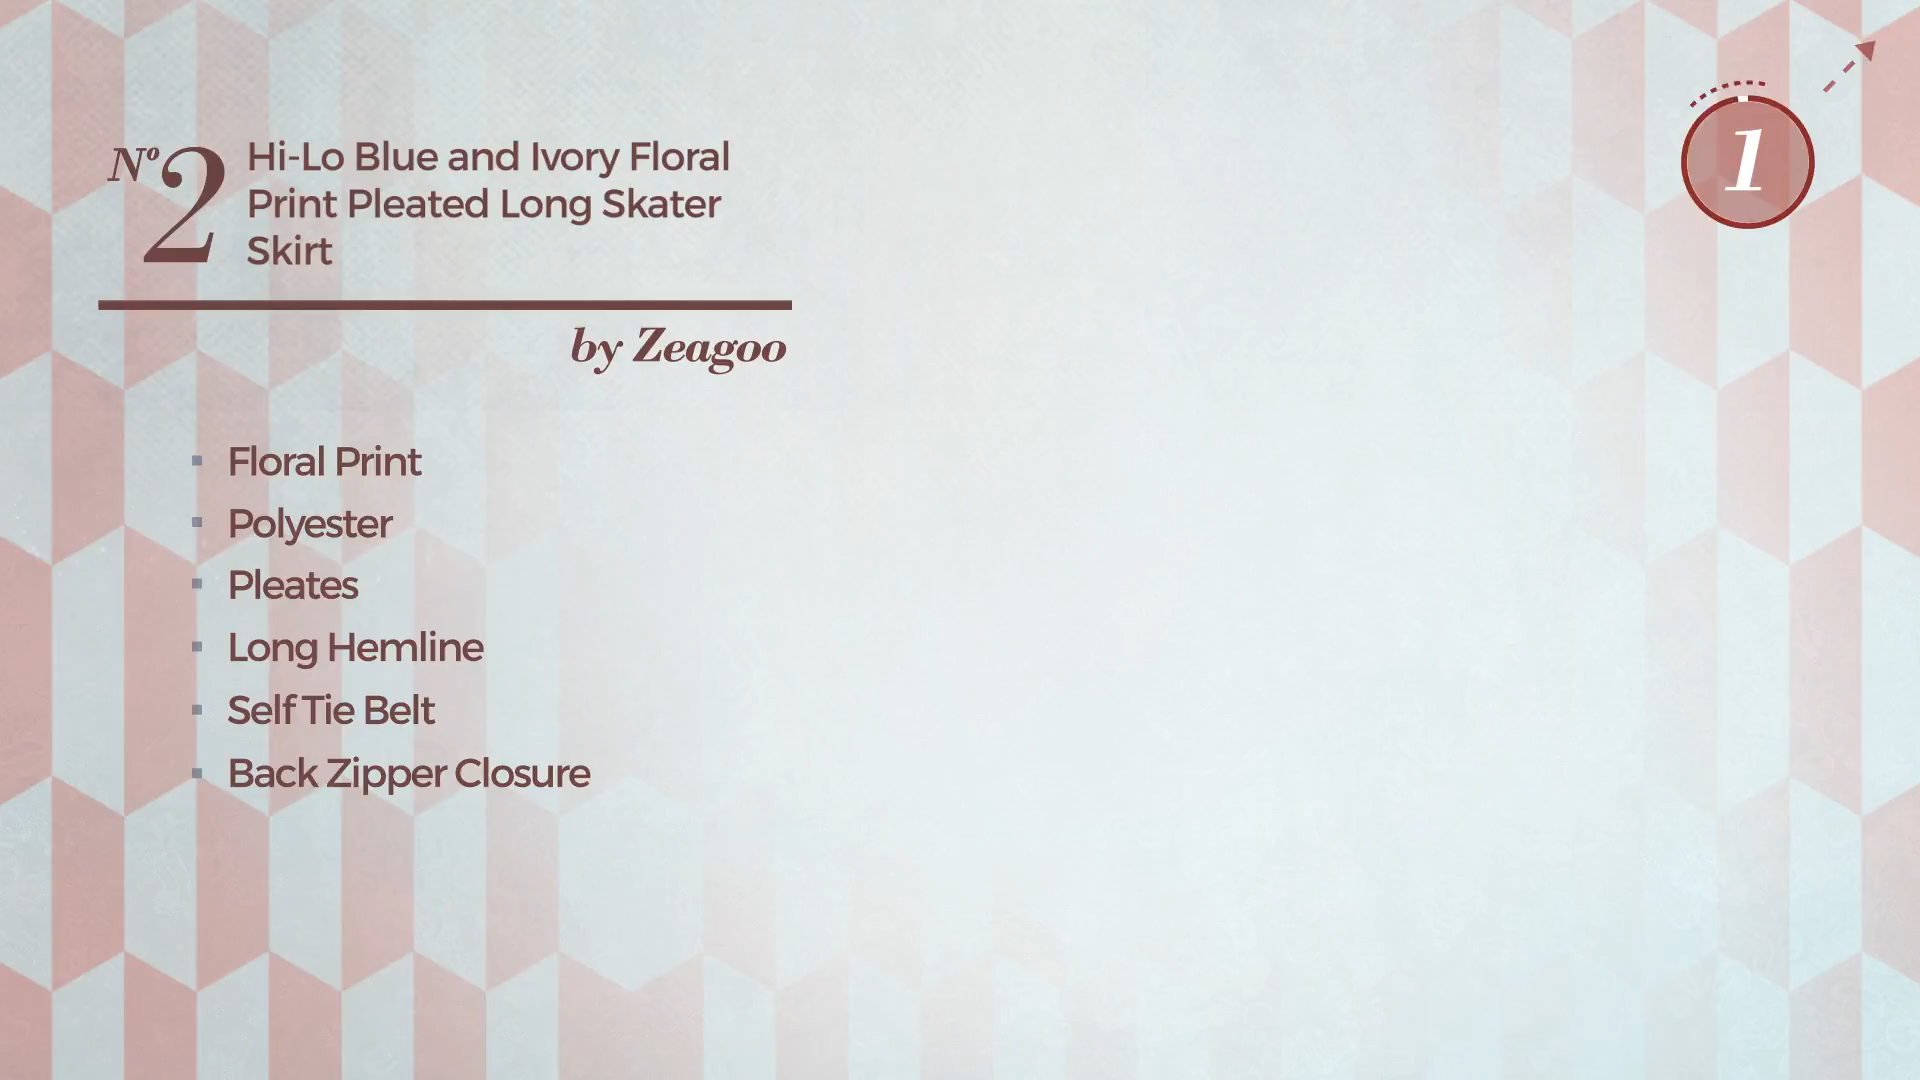 Nº2
Hi-Lo Blue and Ivory Floral
Print Pleated Long Skater
Skirt
by Zeagoo
1
Floral Print
Polyester
Pleates
Long Hemline
Self Tie Belt
Back Zipper Closure